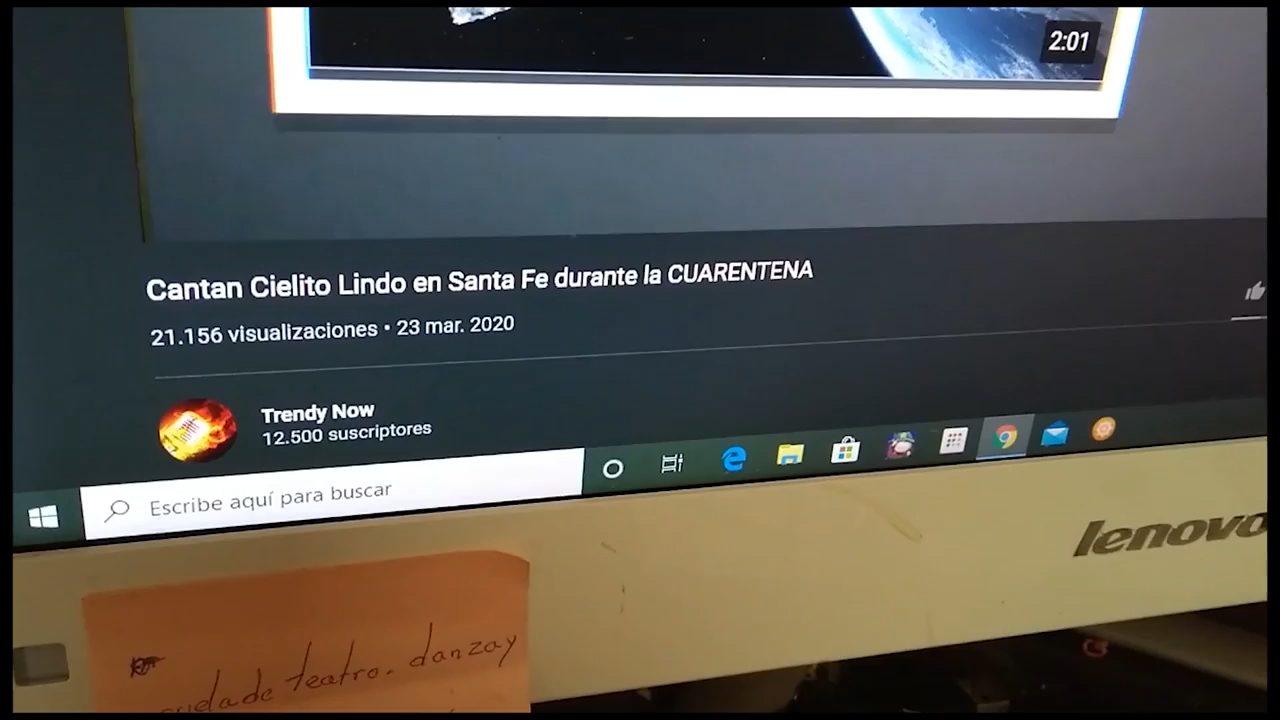 2:01
Cantan Cielito Lindo en Santa Fe durante la CUARENTENA
21.156 visualizaciones • 23 mar. 2020
Trendy Now
12.500 suscriptores
Escribe aquí para buscar
lenovo
teatro. danza y